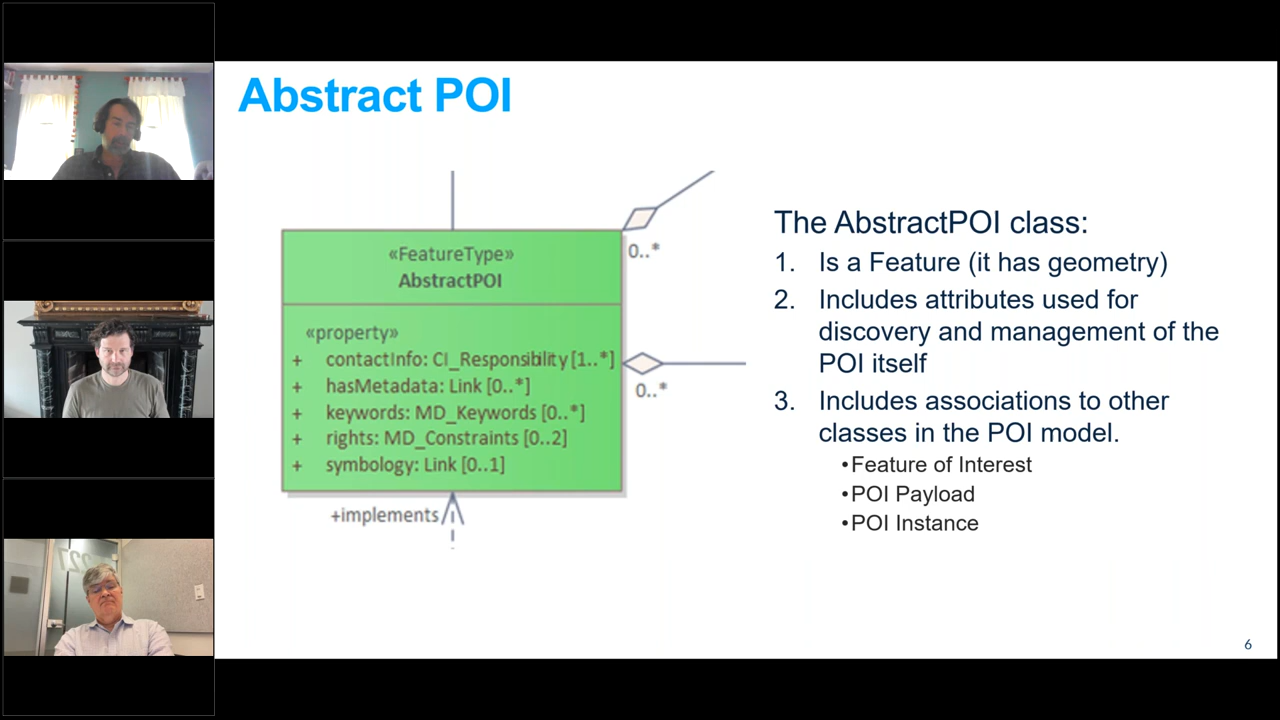 Abstract POI
«FeatureType»
AbstractPOI
«property»
+ contactInfo: CI_Responsibility [1..*]
+ hasMetadata: Link [0..*]
+ keywords: MD_Keywords [0..*]
+ rights: MD_Constraints [0..2]
+ symbology: Link [0..1]
0..*
0..*
+implements
The AbstractPOI class:
1. Is a Feature (it has geometry)
2. Includes attributes used for
discovery and management of the
POI itself
3. Includes associations to other
classes in the POI model.
•Feature of Interest
•POI Payload
•POI Instance
6
227